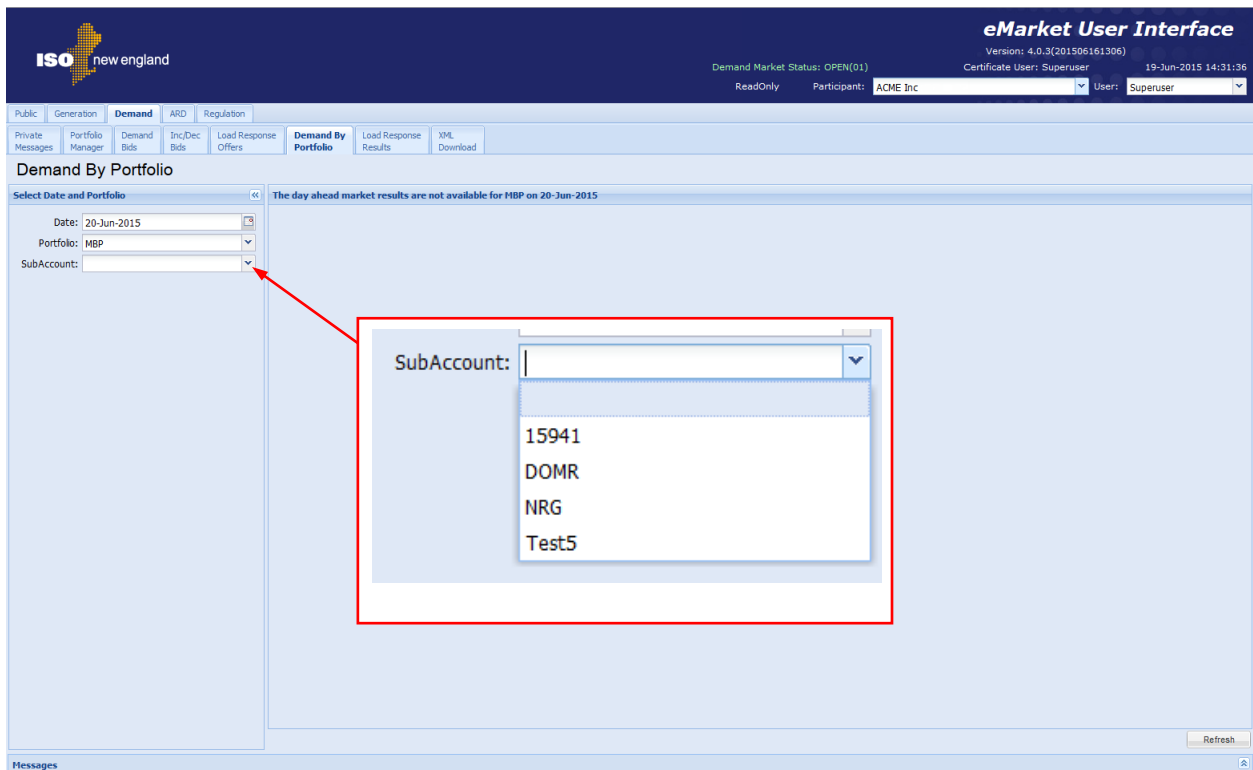 eMarket User Interface
ISO new england
Version: 4.0.3(201506161306)
Demand Market Status: OPEN(01) Certificate User: Superuser 19-Jun-2015 14:31:36
ReadOnly Participant: ACME Inc User: Superuser
Public Generation Demand ARD Regulation
Private Messages Portfolio Manager Demand Bids Inc/Dec Bids Load Response Offers Demand By Portfolio Load Response Results XML Download
Demand By Portfolio
Select Date and Portfolio The day ahead market results are not available for MBP on 20-Jun-2015
Date: 20-Jun-2015
Portfolio: MBP
SubAccount:
SubAccount:
15941
DOMR
NRG
Test5
Refresh
Messages